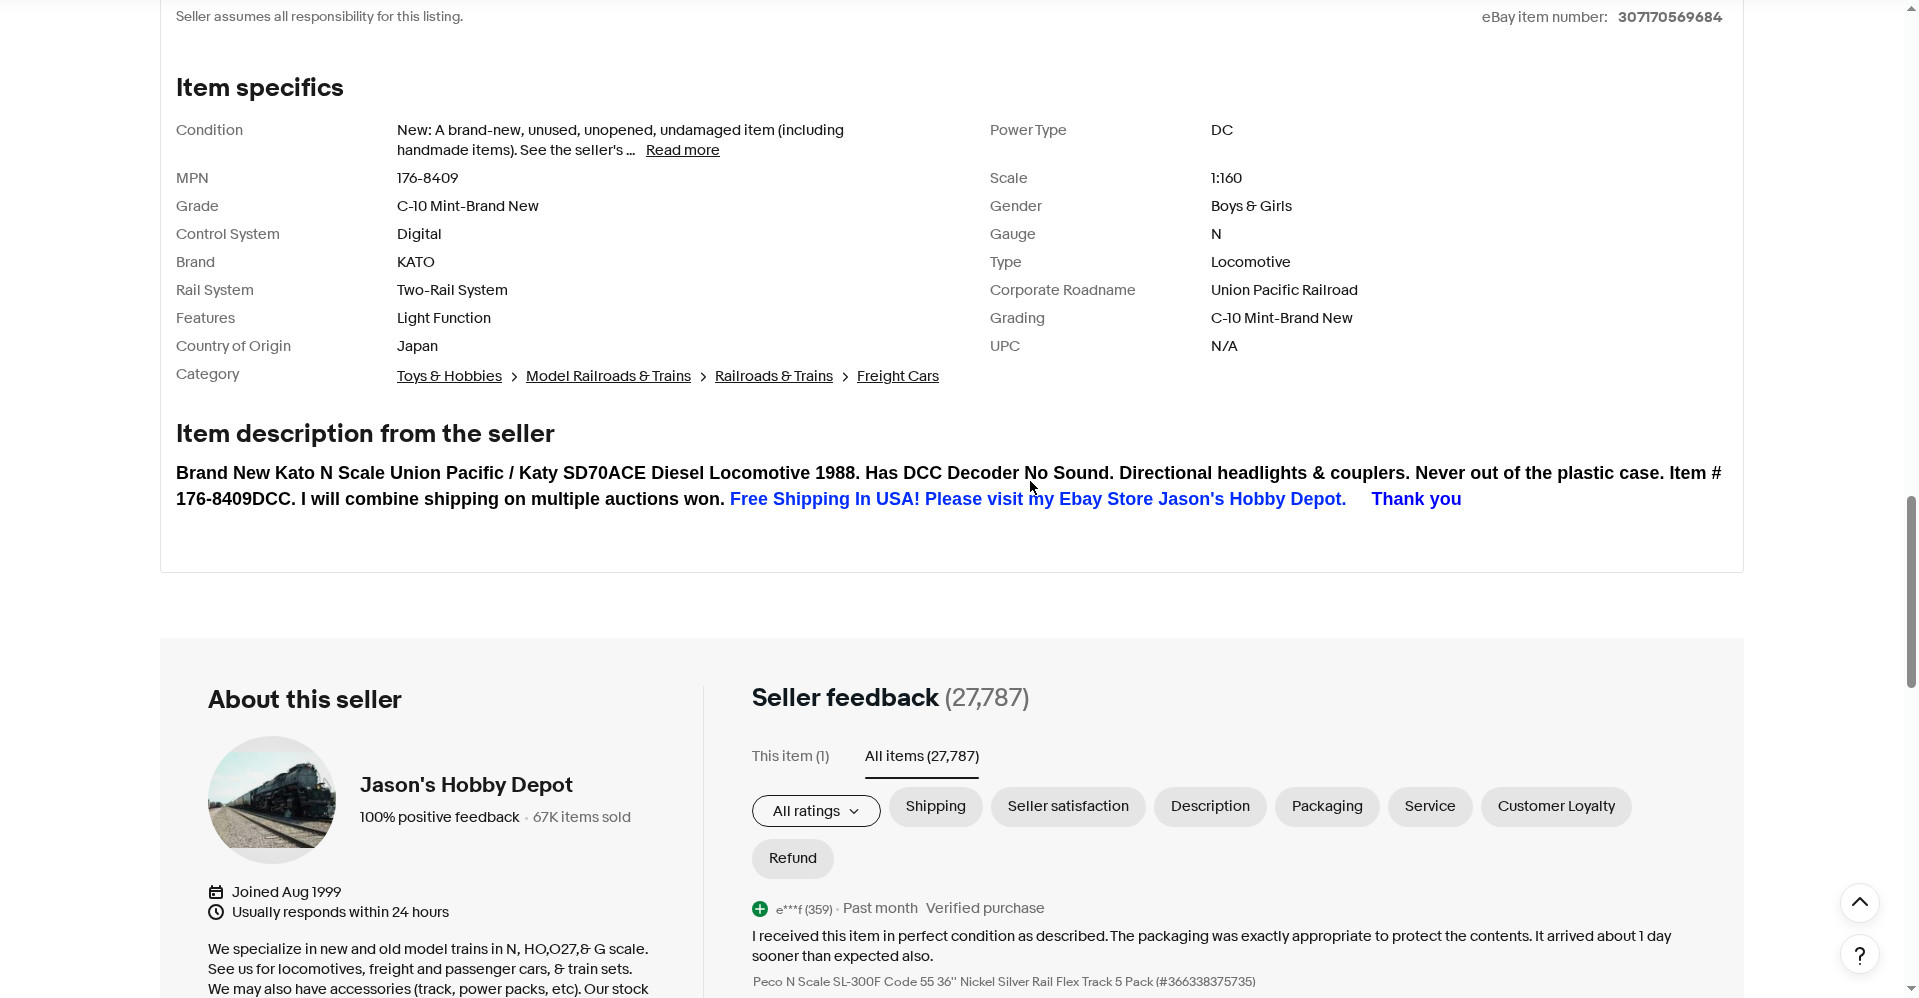 Seller assumes all responsibility for this listing.
eBay item number: 307170569684
Item specifics
Condition
New: A brand-new, unused, unopened, undamaged item (including
handmade items). See the seller's ... Read more
Power Type
DC
MPN
176-8409
Scale
1:160
Grade
C-10 Mint-Brand New
Gender
Boys & Girls
Control System
Digital
Gauge
N
Brand
KATO
Type
Locomotive
Rail System
Two-Rail System
Corporate Roadname
Union Pacific Railroad
Features
Light Function
Grading
C-10 Mint-Brand New
Country of Origin
Japan
UPC
N/A
Category
Toys & Hobbies > Model Railroads & Trains > Railroads & Trains > Freight Cars
Item description from the seller
Brand New Kato N Scale Union Pacific / Katy SD70ACE Diesel Locomotive 1988. Has DCC Decoder No Sound. Directional headlights & couplers. Never out of the plastic case. Item #
176-8409DCC. I will combine shipping on multiple auctions won. Free Shipping In USA! Please visit my Ebay Store Jason's Hobby Depot. Thank you
About this seller
Jason's Hobby Depot
100% positive feedback • 67K items sold
Joined Aug 1999
Usually responds within 24 hours
We specialize in new and old model trains in N, HO,O27,& G scale.
See us for locomotives, freight and passenger cars, & train sets.
We may also have accessories (track, power packs, etc). Our stock
Seller feedback (27,787)
This item (1)
All items (27,787)
All ratings
Shipping
Seller satisfaction
Description
Packaging
Service
Customer Loyalty
Refund
e***f (359) • Past month Verified purchase
I received this item in perfect condition as described. The packaging was exactly appropriate to protect the contents. It arrived about 1 day
sooner than expected also.
Peco N Scale SL-300F Code 55 36" Nickel Silver Rail Flex Track 5 Pack (#366338375735)
?